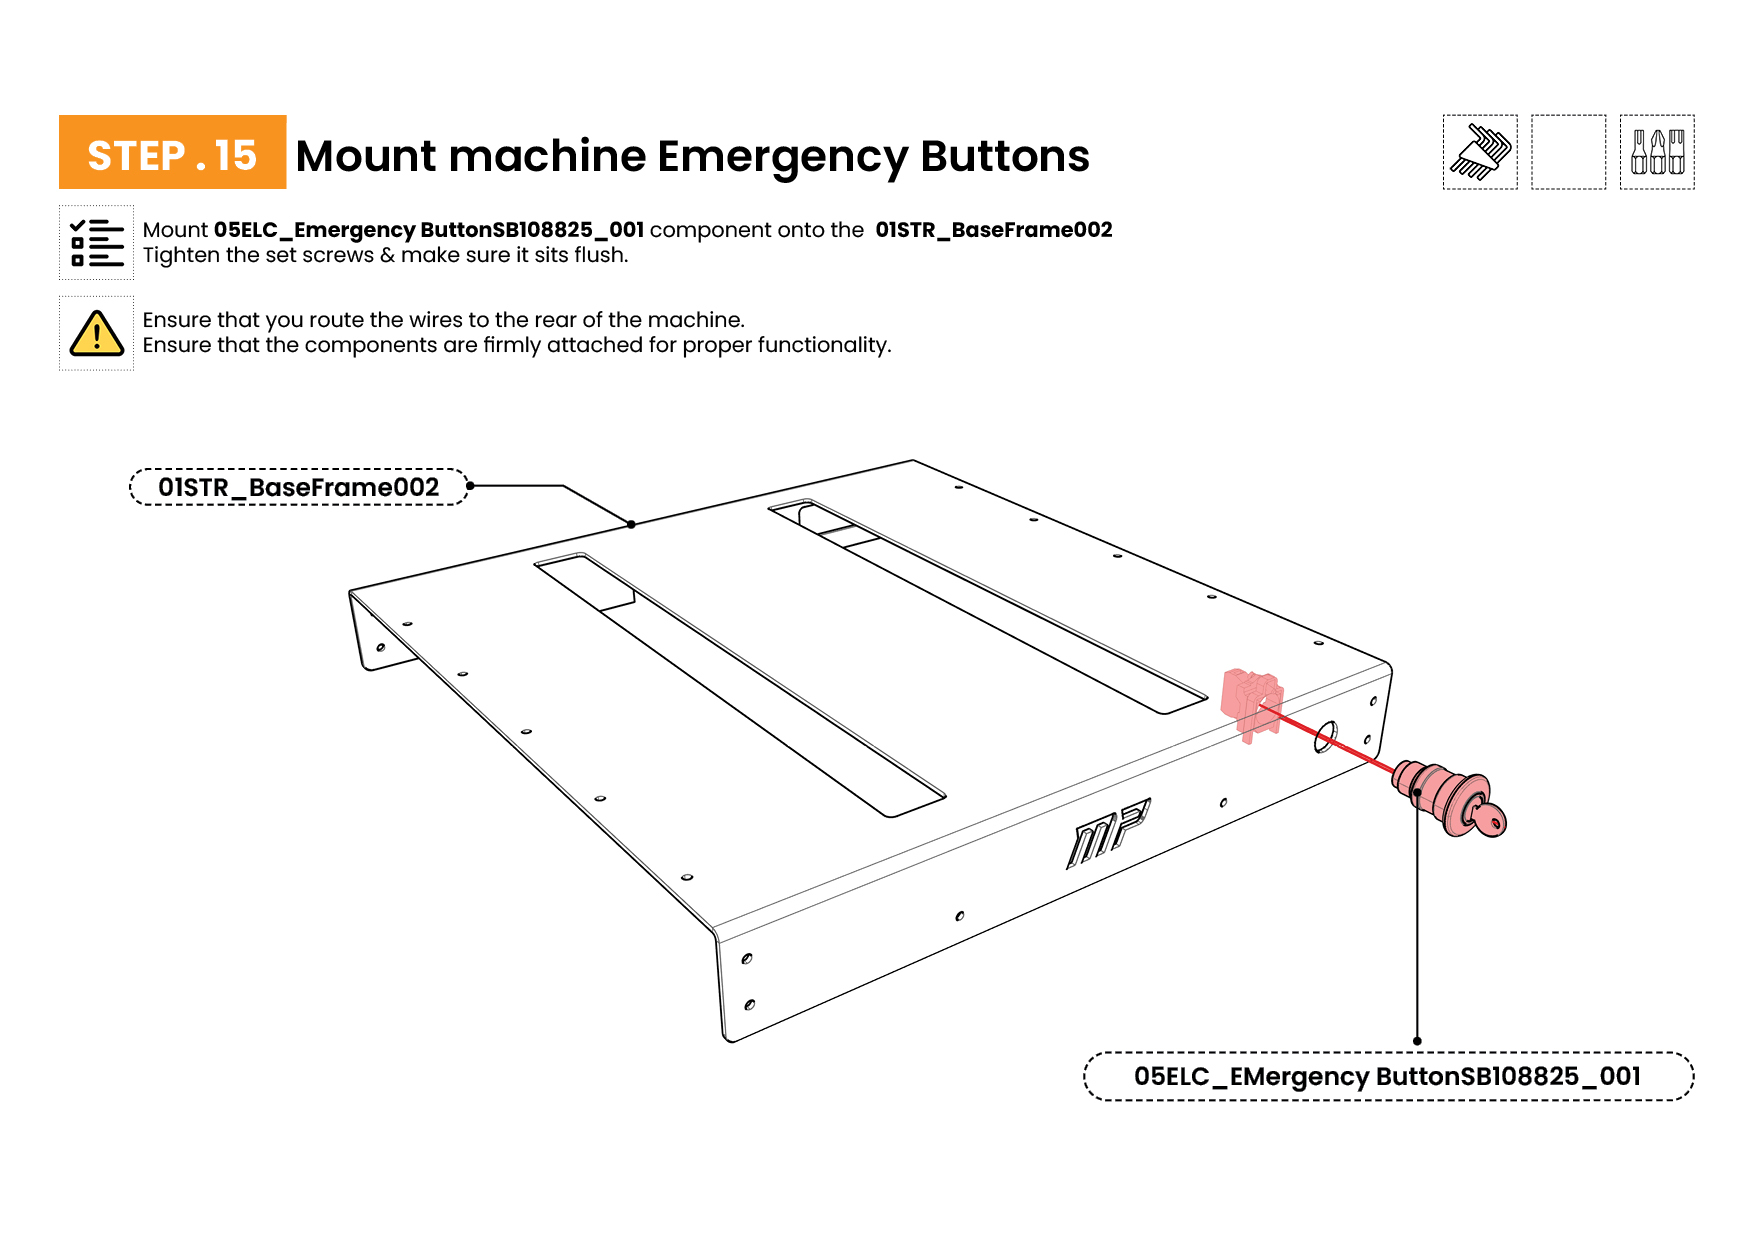 STEP . 15 Mount machine Emergency Buttons
Mount 05ELC_Emergency ButtonSB108825_001 component onto the 01STR_BaseFrame002
Tighten the set screws & make sure it sits flush.
Ensure that you route the wires to the rear of the machine.
Ensure that the components are firmly attached for proper functionality.
01STR_BaseFrame002
MP
05ELC_EMergency ButtonSB108825_001